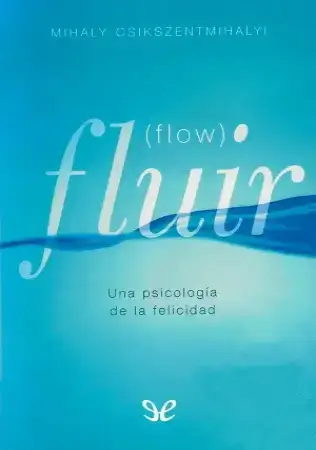 MIHALY CSIKSZENTMIHALYI
(flow)
fluir
Una psicología
de la felicidad